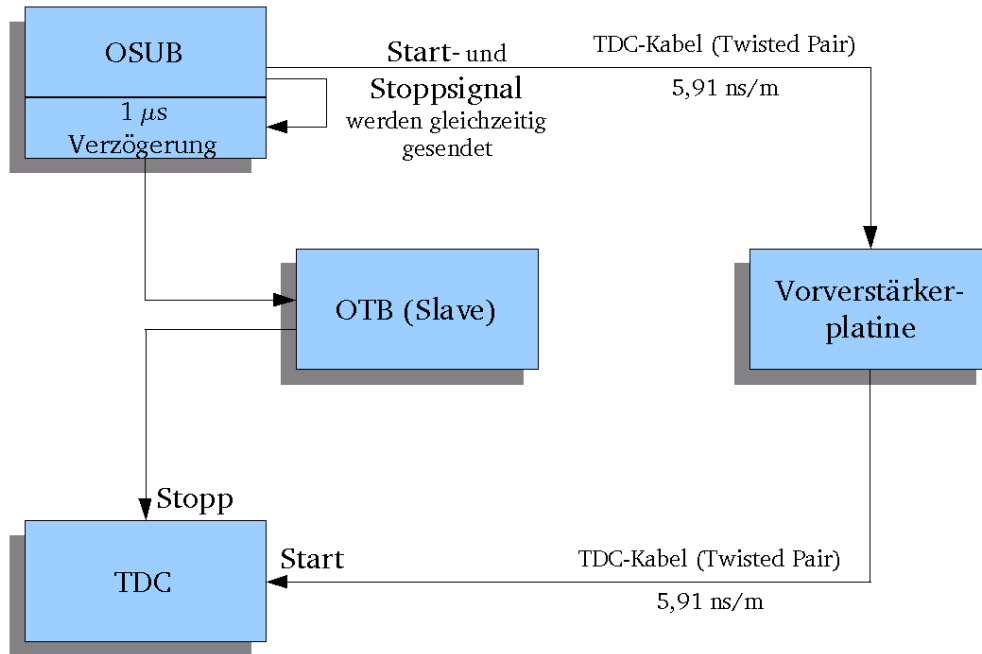 OSUB
1 µs
Verzögerung
Start- und
Stoppsignal
werden gleichzeitig
gesendet
TDC-Kabel (Twisted Pair)
5,91 ns/m
OTB (Slave)
Vorverstärker-
platine
Stopp
TDC
Start
TDC-Kabel (Twisted Pair)
5,91 ns/m